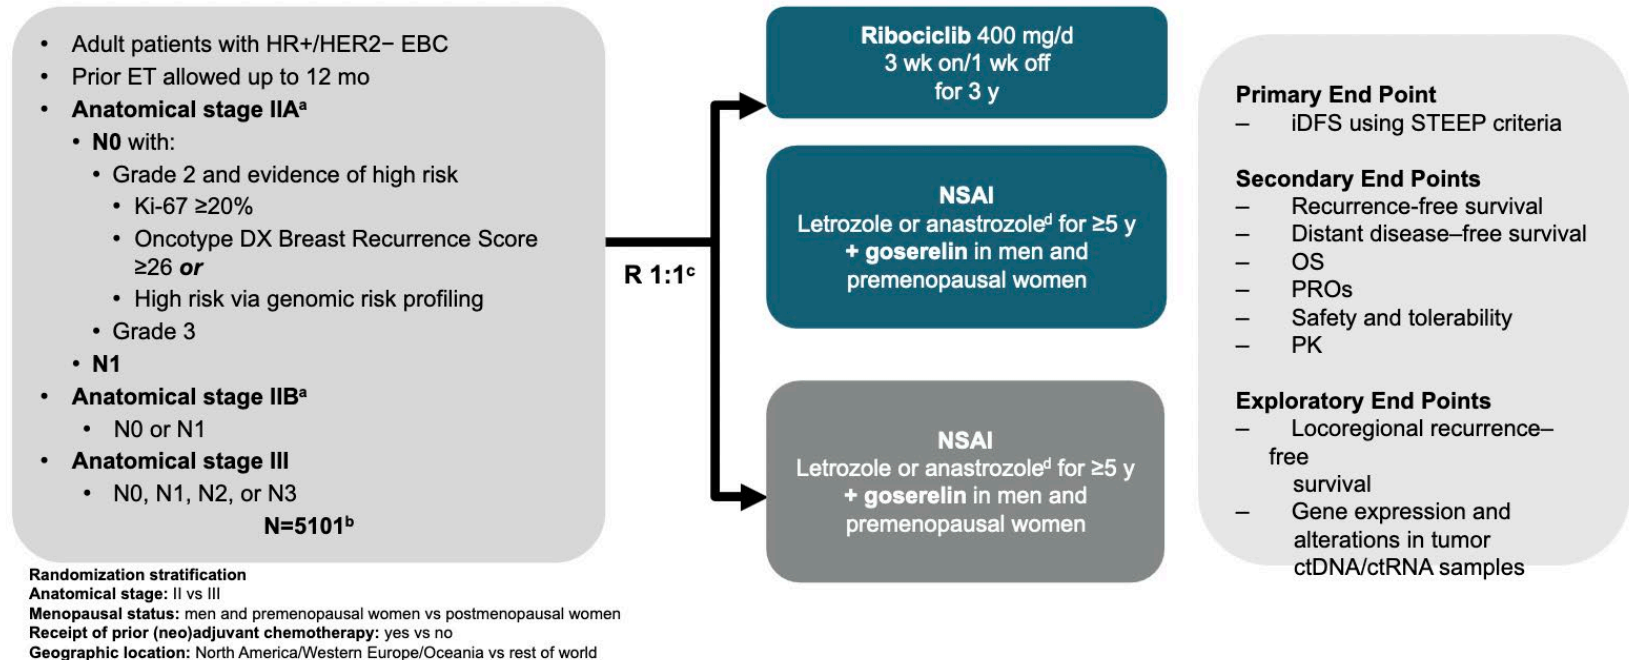 • Adult patients with HR+/HER2− EBC
• Prior ET allowed up to 12 mo
• Anatomical stage IIAᵃ
• N0 with:
• Grade 2 and evidence of high risk
• Ki-67 ≥20%
• Oncotype DX Breast Recurrence Score
≥26 or
• High risk via genomic risk profiling
• Grade 3
• N1
• Anatomical stage IIBᵃ
• N0 or N1
• Anatomical stage III
• N0, N1, N2, or N3
N=5101ᵇ
Randomization stratification
Anatomical stage: II vs III
Menopausal status: men and premenopausal women vs postmenopausal women
Receipt of prior (neo)adjuvant chemotherapy: yes vs no
Geographic location: North America/Western Europe/Oceania vs rest of world
R 1:1ᶜ
Ribociclib 400 mg/d
3 wk on/1 wk off
for 3 y
NSAI
Letrozole or anastrozoleᵈ for ≥5 y
+ goserelin in men and
premenopausal women
NSAI
Letrozole or anastrozoleᵈ for ≥5 y
+ goserelin in men and
premenopausal women
Primary End Point
– iDFS using STEEP criteria
Secondary End Points
– Recurrence-free survival
– Distant disease–free survival
– OS
– PROs
– Safety and tolerability
– PK
Exploratory End Points
– Locoregional recurrence–
free
survival
– Gene expression and
alterations in tumor
ctDNA/ctRNA samples